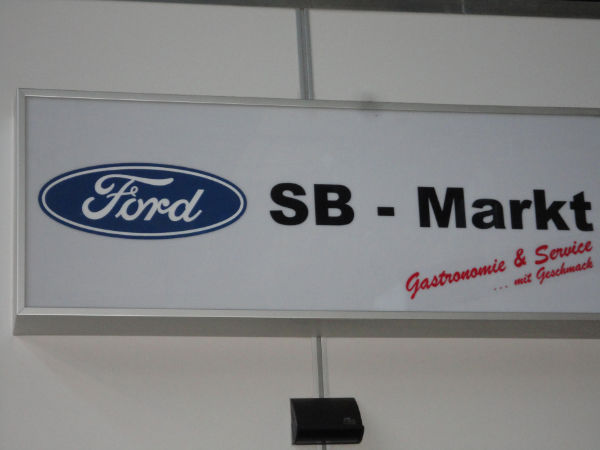 Ford SB - Markt
Gastronomie & Service
... mit Geschmack